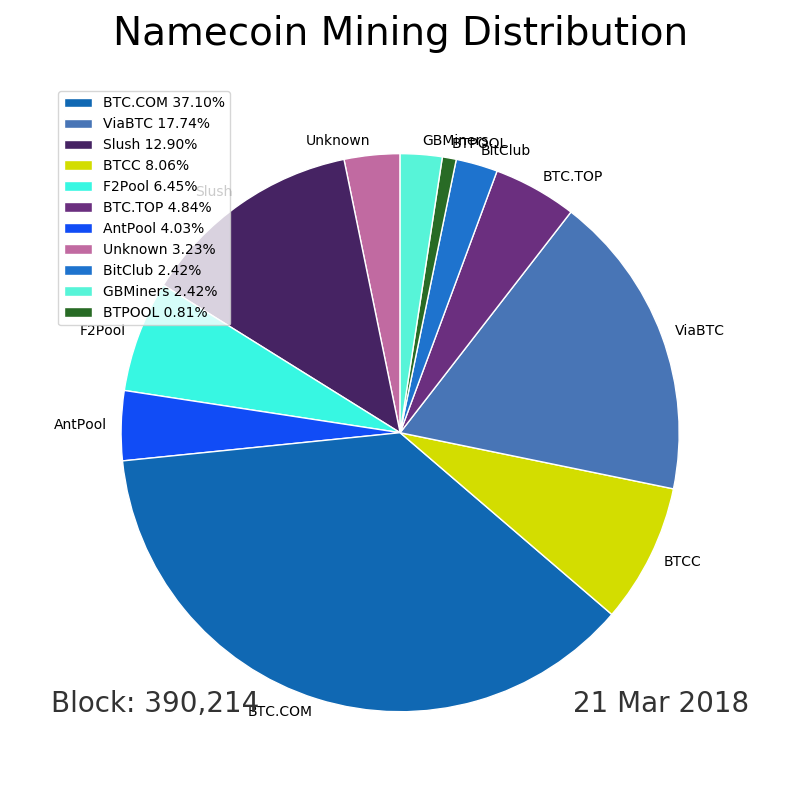 Namecoin Mining Distribution
BTC.COM 37.10%
ViaBTC 17.74%
Slush 12.90%
BTCC 8.06%
F2Pool 6.45%
BTC.TOP 4.84%
AntPool 4.03%
Unknown 3.23%
BitClub 2.42%
GBMiners 2.42%
BTPOOL 0.81%
Unknown
GBMiners
BTPOOL
BitClub
BTC.TOP
Slush
F2Pool
ViaBTC
AntPool
BTCC
Block: 390,214
BTC.COM
21 Mar 2018